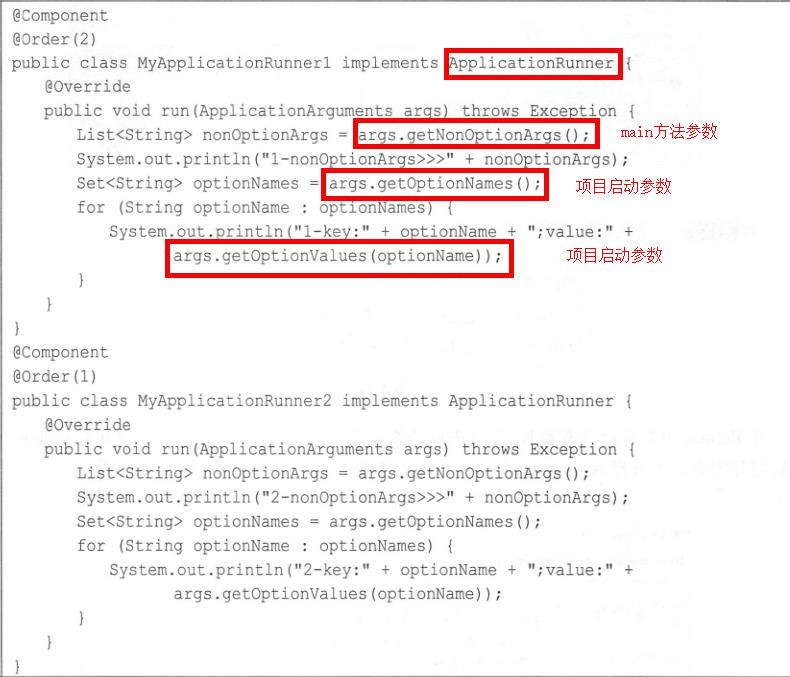 @Component
@Order(2)
public class MyApplicationRunner1 implements ApplicationRunner {
@Override
public void run(ApplicationArguments args) throws Exception {
List<String> nonOptionArgs = args.getNonOptionArgs(); main方法参数
System.out.println("1-nonOptionArgs>>>" + nonOptionArgs);
Set<String> optionNames = args.getOptionNames(); 项目启动参数
for (String optionName : optionNames) {
System.out.println("1-key:" + optionName + ";value:" +
args.getOptionValues(optionName)); 项目启动参数
}
}
}
@Component
@Order(1)
public class MyApplicationRunner2 implements ApplicationRunner {
@Override
public void run(ApplicationArguments args) throws Exception {
List<String> nonOptionArgs = args.getNonOptionArgs();
System.out.println("2-nonOptionArgs>>>" + nonOptionArgs);
Set<String> optionNames = args.getOptionNames();
for (String optionName : optionNames) {
System.out.println("2-key:" + optionName + ";value:" +
args.getOptionValues(optionName));
}
}
}